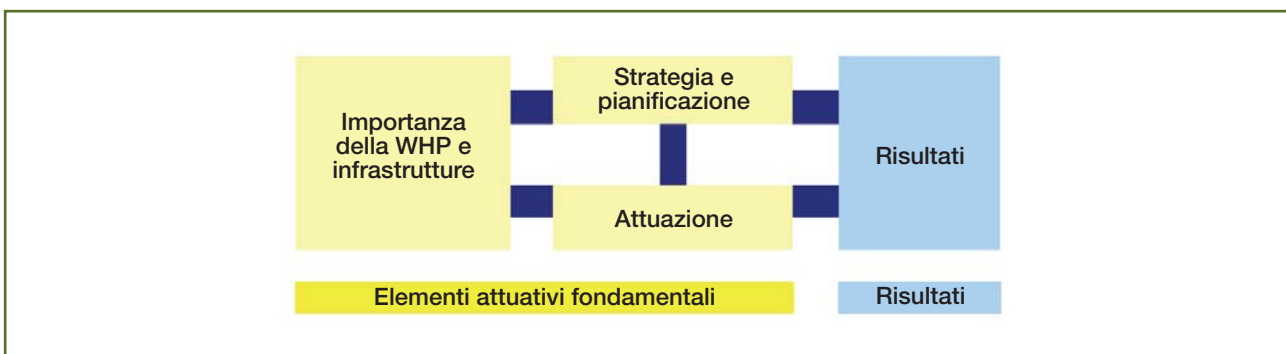 Importanza
della WHP e
infrastrutture
Strategia e
pianificazione
Attuazione
Risultati
Elementi attuativi fondamentali
Risultati